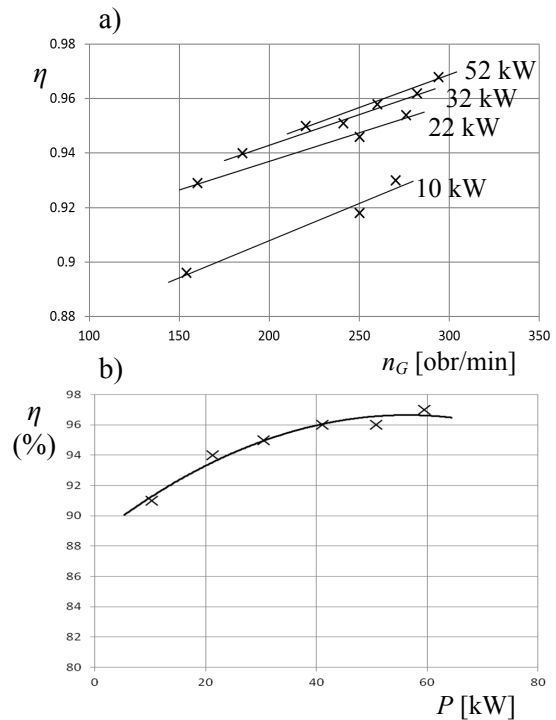 a)
0.98
η
0.96
0.94
0.92
0.9
0.88
52 kW
32 kW
22 kW
10 kW
100 150 200 250 300 350
n_G [obr/min]
b)
η
(%)
98
96
94
92
90
88
86
84
82
80
0 20 40 60 80
P [kW]